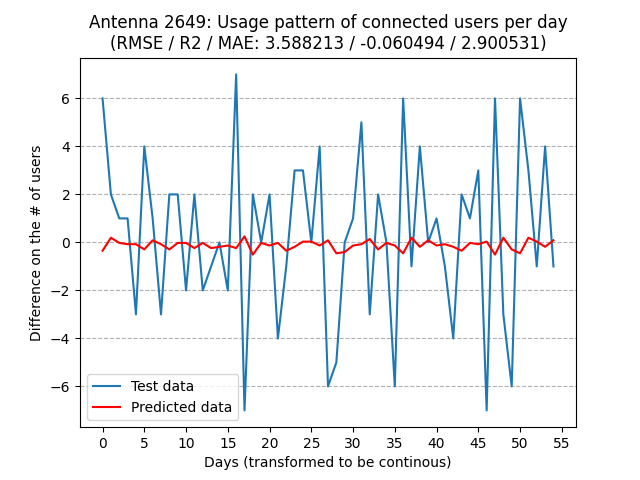 Antenna 2649: Usage pattern of connected users per day
(RMSE / R2 / MAE: 3.588213 / -0.060494 / 2.900531)
Difference on the # of users
6
4
2
0
−2
−4
−6
Test data
Predicted data
0 5 10 15 20 25 30 35 40 45 50 55
Days (transformed to be continous)